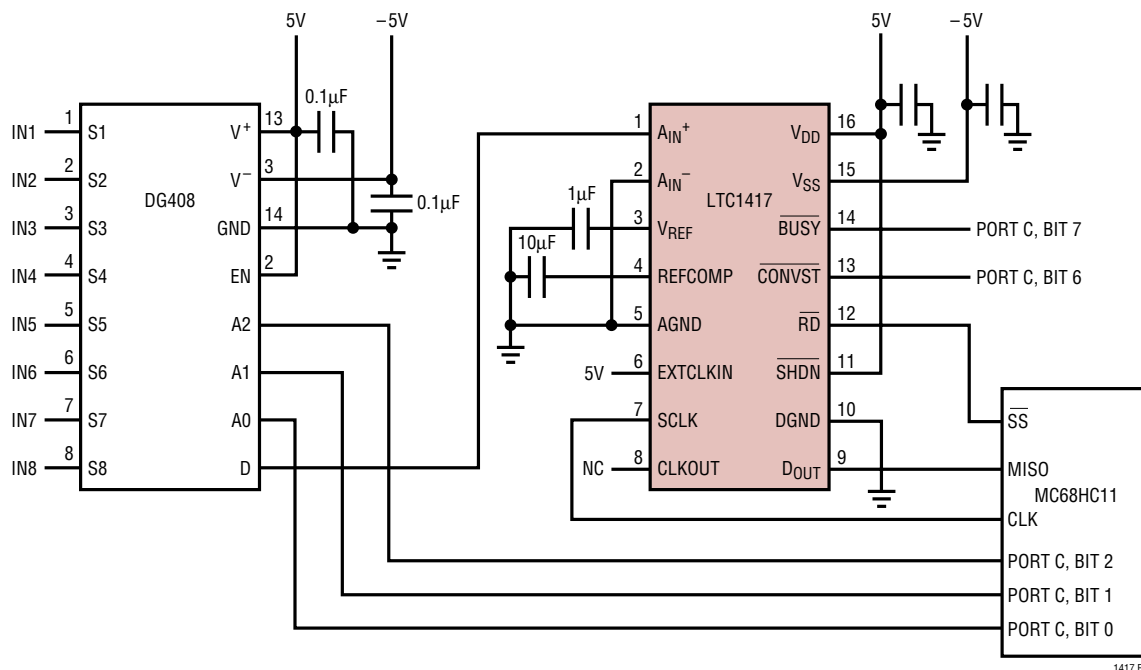 5V
–5V
5V
–5V
0.1µF
0.1µF
DG408
IN1 1 S1
IN2 2 S2
IN3 3 S3
IN4 4 S4
IN5 5 S5
IN6 6 S6
IN7 7 S7
IN8 8 S8
V+ 13
V– 3
GND 14
EN 2
A2
A1
A0
D
1µF
10µF
LTC1417
1 AIN+
2 AIN–
3 VREF
4 REFCOMP
5 AGND
5V 6 EXTCLKIN
7 SCLK
NC 8 CLKOUT
VDD 16
VSS 15
BUSY 14 PORT C, BIT 7
CONVST 13 PORT C, BIT 6
RD 12
SHDN 11
DGND 10
DOUT 9
SS
MISO
MC68HC11
CLK
PORT C, BIT 2
PORT C, BIT 1
PORT C, BIT 0